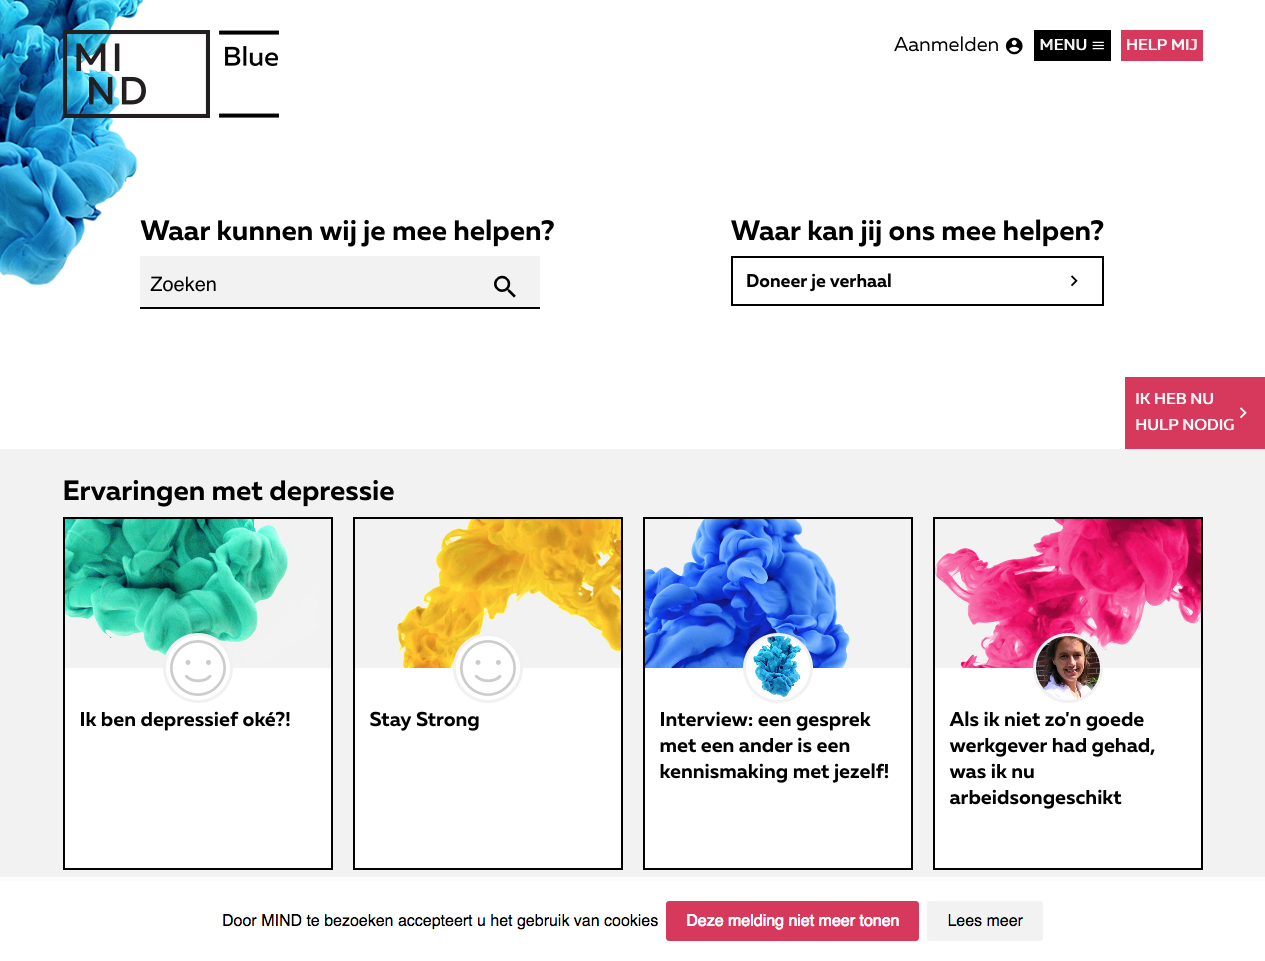 MI
ND
Blue
Aanmelden
MENU
HELP MIJ
Waar kunnen wij je mee helpen?
Zoeken
Waar kan jij ons mee helpen?
Doneer je verhaal
IK HEB NU
HULP NODIG
Ervaringen met depressie
Ik ben depressief oké?!
Stay Strong
Interview: een gesprek
met een ander is een
kennismaking met jezelf!
Als ik niet zo'n goede
werkgever had gehad,
was ik nu
arbeidsongeschikt
Door MIND te bezoeken accepteert u het gebruik van cookies
Deze melding niet meer tonen
Lees meer